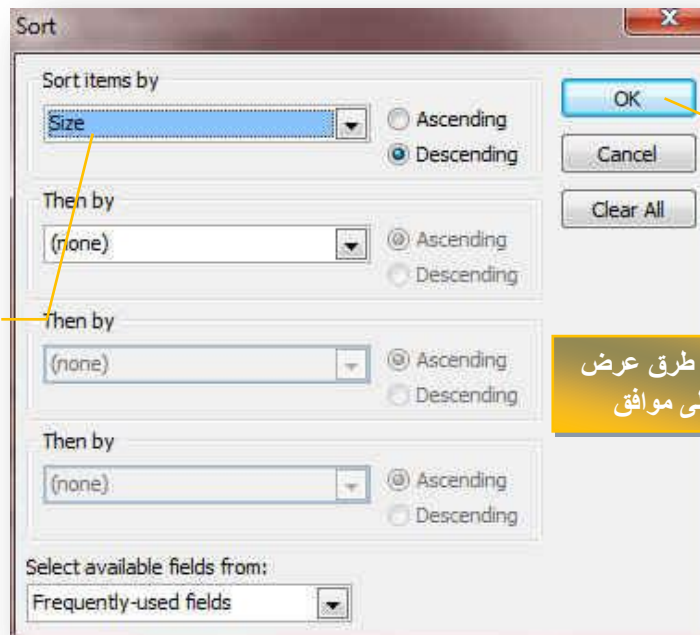 Sort
Sort items by
Size
Ascending
Descending
OK
Cancel
Clear All
Then by
(none)
Ascending
Descending
Then by
(none)
Ascending
Descending
Then by
(none)
Ascending
Descending
Select available fields from:
Frequently-used fields
طرق عرض
موافق